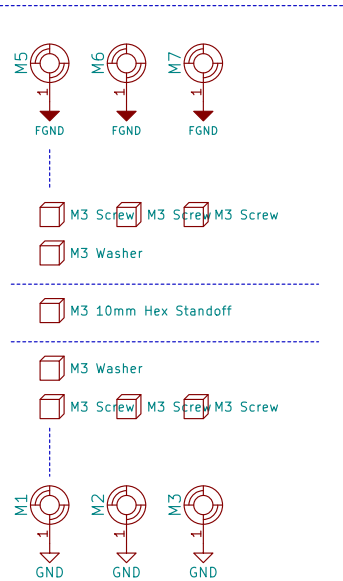 M5 M6 M7
1 1 1
FGND FGND FGND
M3 Screw M3 Screw M3 Screw
M3 Washer
M3 10mm Hex Standoff
M3 Washer
M3 Screw M3 Screw M3 Screw
M1 M2 M3
1 1 1
GND GND GND